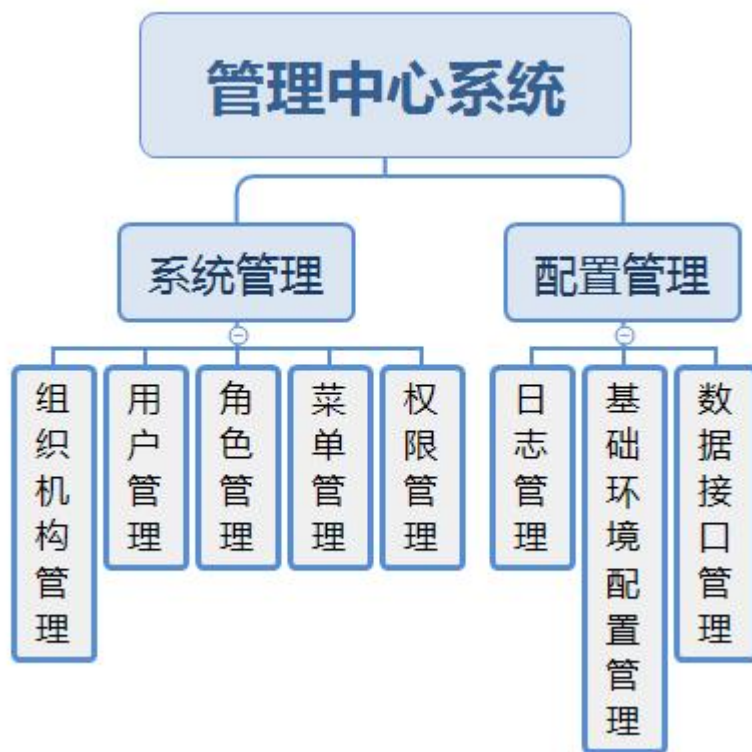 管理中心系统
系统管理
配置管理
组织机构管理
用户管理
角色管理
菜单管理
权限管理
日志管理
基础环境配置管理
数据接口管理